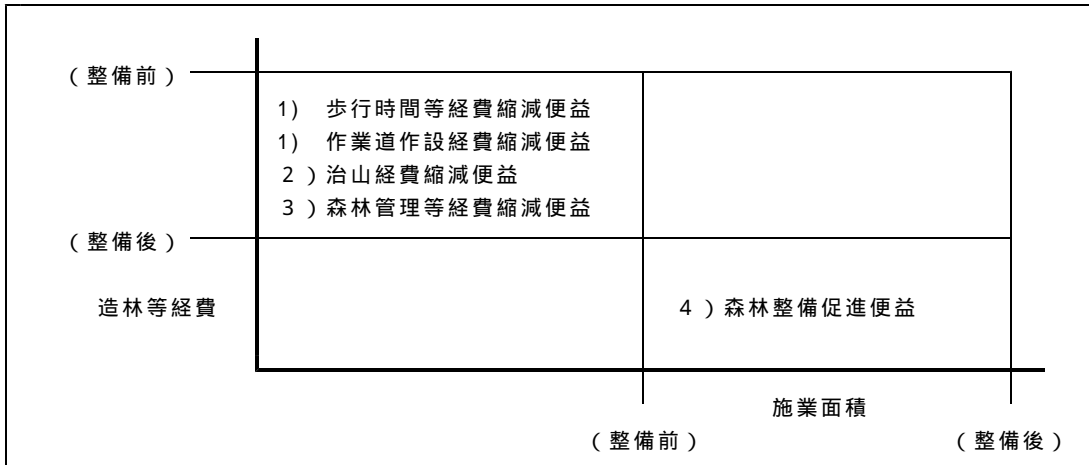 （整備前）
1)　歩行時間等経費縮減便益
1)　作業道作設経費縮減便益
2）治山経費縮減便益
3）森林管理等経費縮減便益
（整備後）
造林等経費
4）森林整備促進便益
施業面積
（整備前）
（整備後）